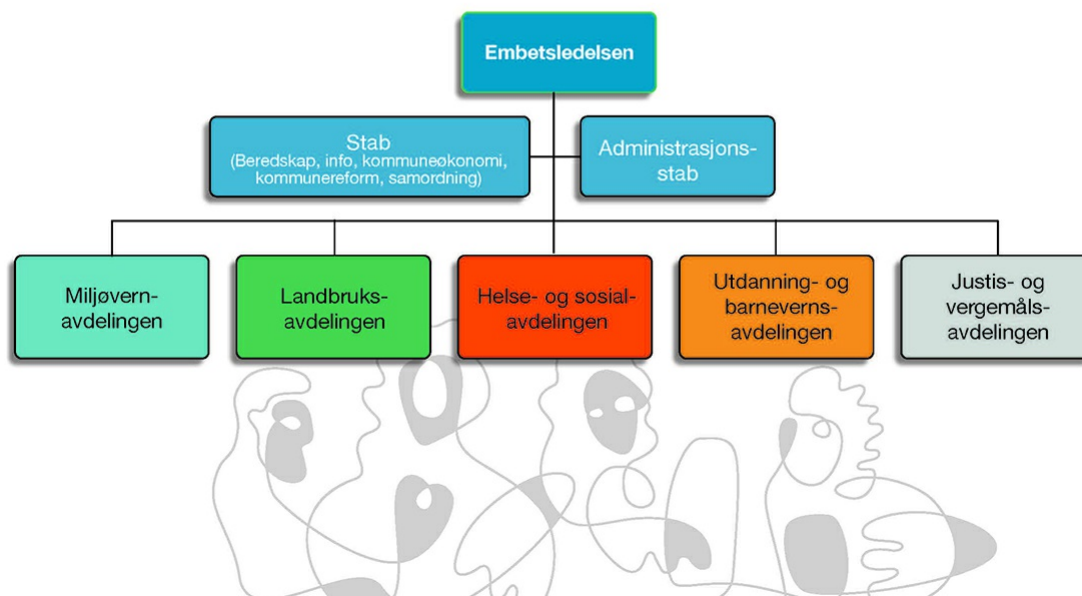 Embetsledelsen
Stab
(Beredskap, info, kommuneøkonomi,
kommunereform, samordning)
Administrasjons-
stab
Miljøvern-
avdelingen
Landbruks-
avdelingen
Helse- og sosial-
avdelingen
Utdanning- og
barneverns-
avdelingen
Justis- og
vergemåls-
avdelingen